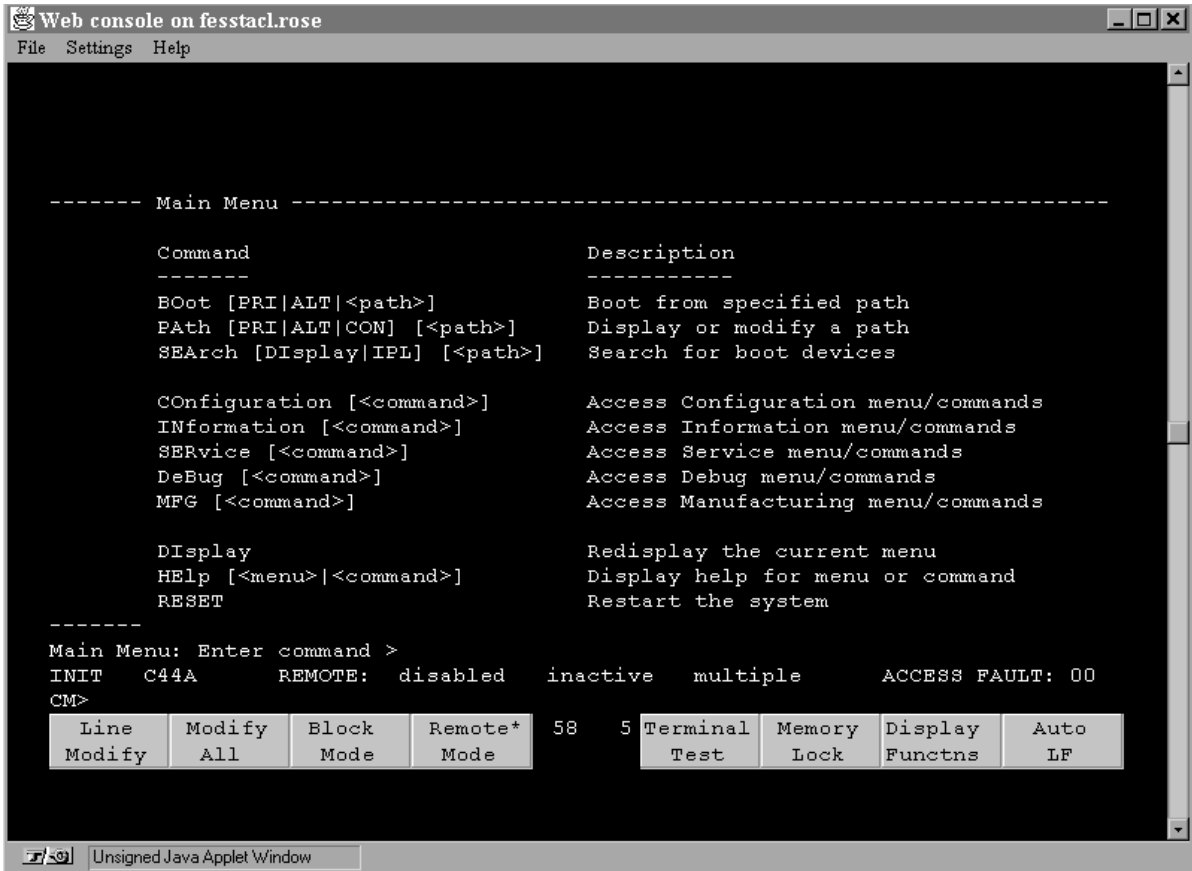 Web console on fesstacl.rose
File Settings Help
------- Main Menu --------------------------------------------------------------
Command Description
------- -----------
BOot [PRI|ALT|<path>] Boot from specified path
PAth [PRI|ALT|CON] [<path>] Display or modify a path
SEArch [DIsplay|IPL] [<path>] Search for boot devices
COnfiguration [<command>] Access Configuration menu/commands
INformation [<command>] Access Information menu/commands
SERvice [<command>] Access Service menu/commands
DeBug [<command>] Access Debug menu/commands
MFG [<command>] Access Manufacturing menu/commands
DIsplay Redisplay the current menu
HElp [<menu>|<command>] Display help for menu or command
RESET Restart the system
-------
Main Menu: Enter command >
INIT C44A REMOTE: disabled inactive multiple ACCESS FAULT: 00
CM>
Line Modify Block Remote* 58 5 Terminal Memory Display Auto
Modify All Mode Mode Test Lock Functns LF
Unsigned Java Applet Window